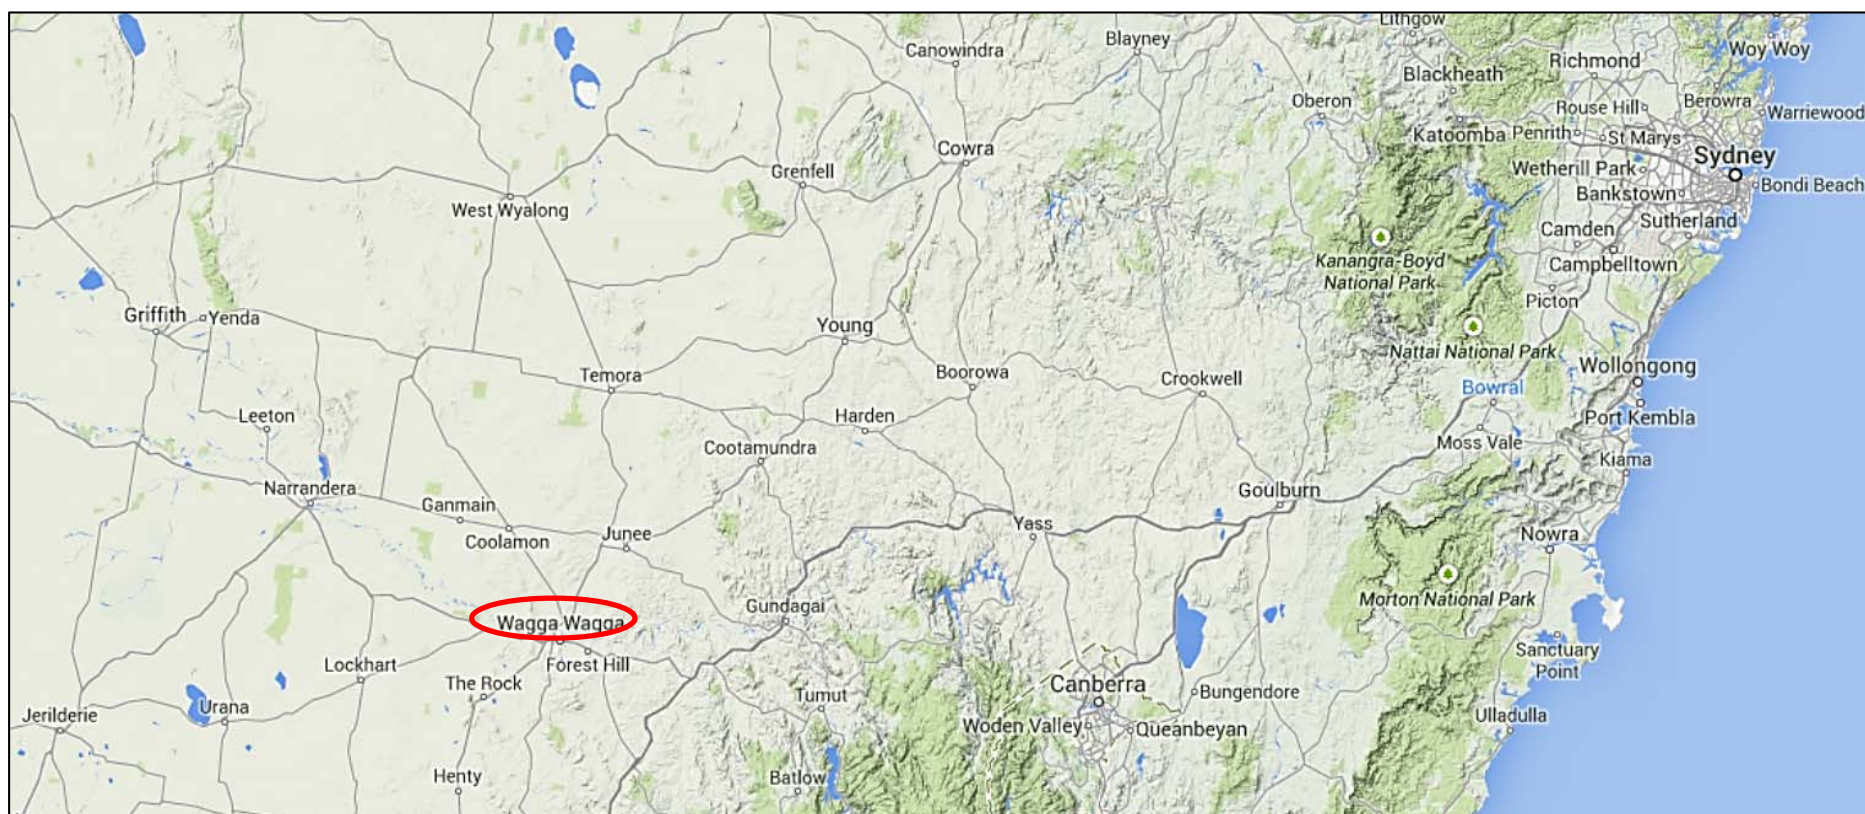 Lithgow
Woy Woy
Blayney
Canowindra
Richmond
Blackheath
Oberon
Rouse Hill
Berowra
Warriewood
Katoomba
Penrith
St Marys
Cowra
Sydney
Grenfell
Wetherill Park
Bankstown
Bondi Beach
West Wyalong
Sutherland
Camden
Kanangra-Boyd
National Park
Campbelltown
Picton
Griffith
Yenda
Young
Nattai National Park
Wollongong
Temora
Boorowa
Crookwell
Bowral
Leeton
Harden
Port Kembla
Cootamundra
Moss Vale
Kiama
Narrandera
Goulburn
Ganmain
Yass
Coolamon
Junee
Nowra
Gundagai
Morton National Park
Wagga Wagga
Lockhart
Forest Hill
Sanctuary
Point
The Rock
Canberra
Bungendore
Tumut
Jerilderie
Urana
Ulladulla
Woden Valley
Queanbeyan
Henty
Batlow